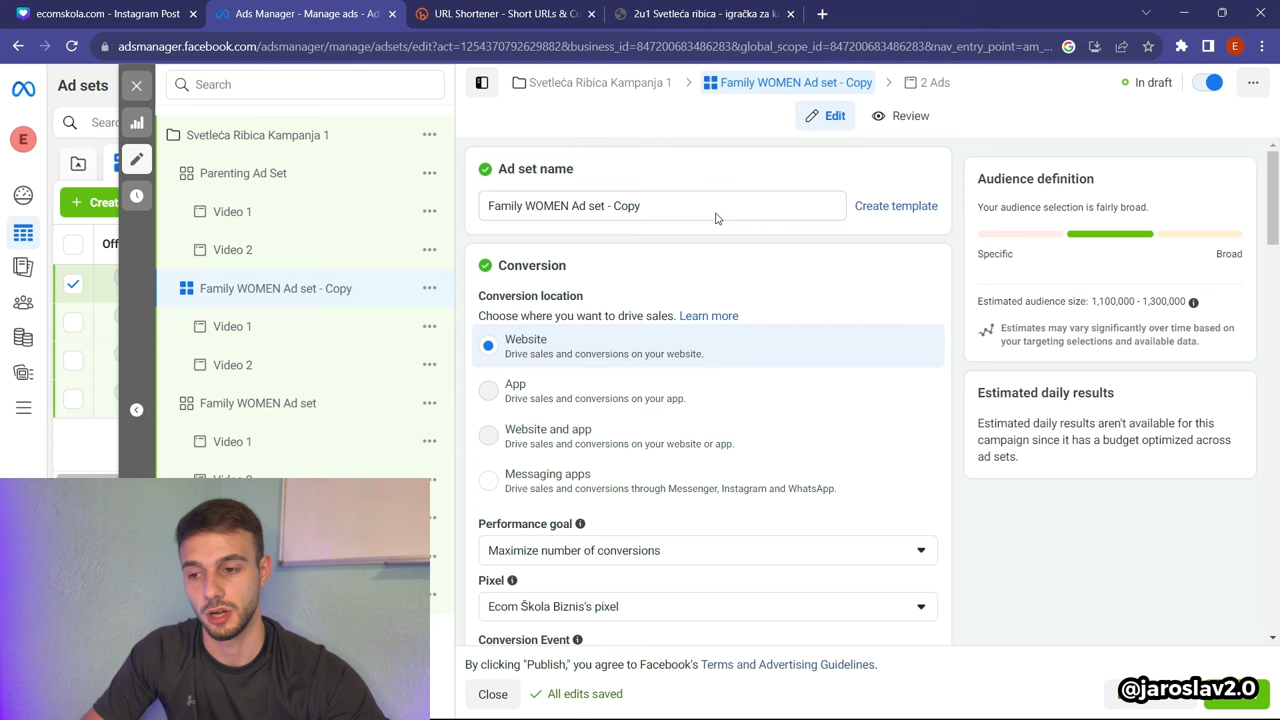 ecomskola.com - Instagram Post
Ads Manager - Manage ads - Ad
URL Shortener - Short URLs & Cu
2u1 Svetleća ribica - igračka za k
adsmanager.facebook.com/adsmanager/manage/adsets/edit?act=1254370792629882&business_id=847200683486283&global_scope_id=847200683486283&nav_entry_point=am_...
E
Ad sets
Search
Svetleća Ribica Kampanja 1
Family WOMEN Ad set - Copy
2 Ads
In draft
E
Searc
Edit
Review
Creat
Off
Svetleća Ribica Kampanja 1
Parenting Ad Set
Video 1
Video 2
Family WOMEN Ad set - Copy
Video 1
Video 2
Family WOMEN Ad set
Video 1
Ad set name
Family WOMEN Ad set - Copy
Create template
Conversion
Conversion location
Choose where you want to drive sales. Learn more
Website
Drive sales and conversions on your website.
App
Drive sales and conversions on your app.
Website and app
Drive sales and conversions on your website or app.
Messaging apps
Drive sales and conversions through Messenger, Instagram and WhatsApp.
Performance goal
Maximize number of conversions
Pixel
Ecom Škola Biznis's pixel
Conversion Event
Audience definition
Your audience selection is fairly broad.
Specific
Broad
Estimated audience size: 1,100,000 - 1,300,000
Estimates may vary significantly over time based on
your targeting selections and available data.
Estimated daily results
Estimated daily results aren't available for this
campaign since it has a budget optimized across
ad sets.
By clicking "Publish," you agree to Facebook's Terms and Advertising Guidelines.
Close
All edits saved
@jaroslav2.0